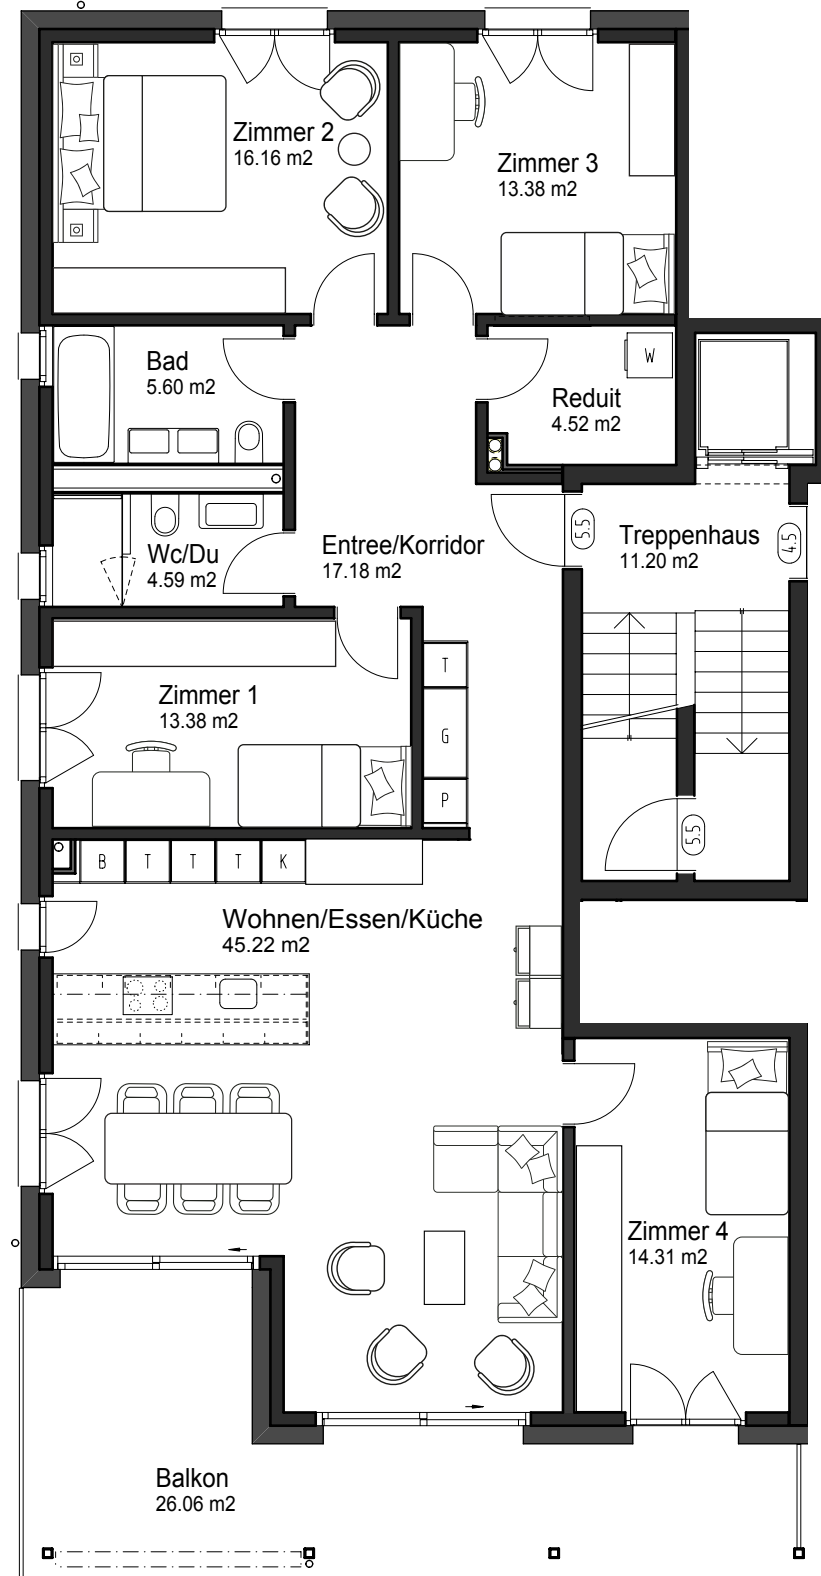 Zimmer 2
16.16 m2
Zimmer 3
13.38 m2
Bad
5.60 m2
W
Reduit
4.52 m2
Wc/Du
4.59 m2
Entree/Korridor
17.18 m2
5.5
Treppenhaus
11.20 m2
4.5
Zimmer 1
13.38 m2
T
G
P
5.5
B T T T K
Wohnen/Essen/Küche
45.22 m2
Zimmer 4
14.31 m2
Balkon
26.06 m2